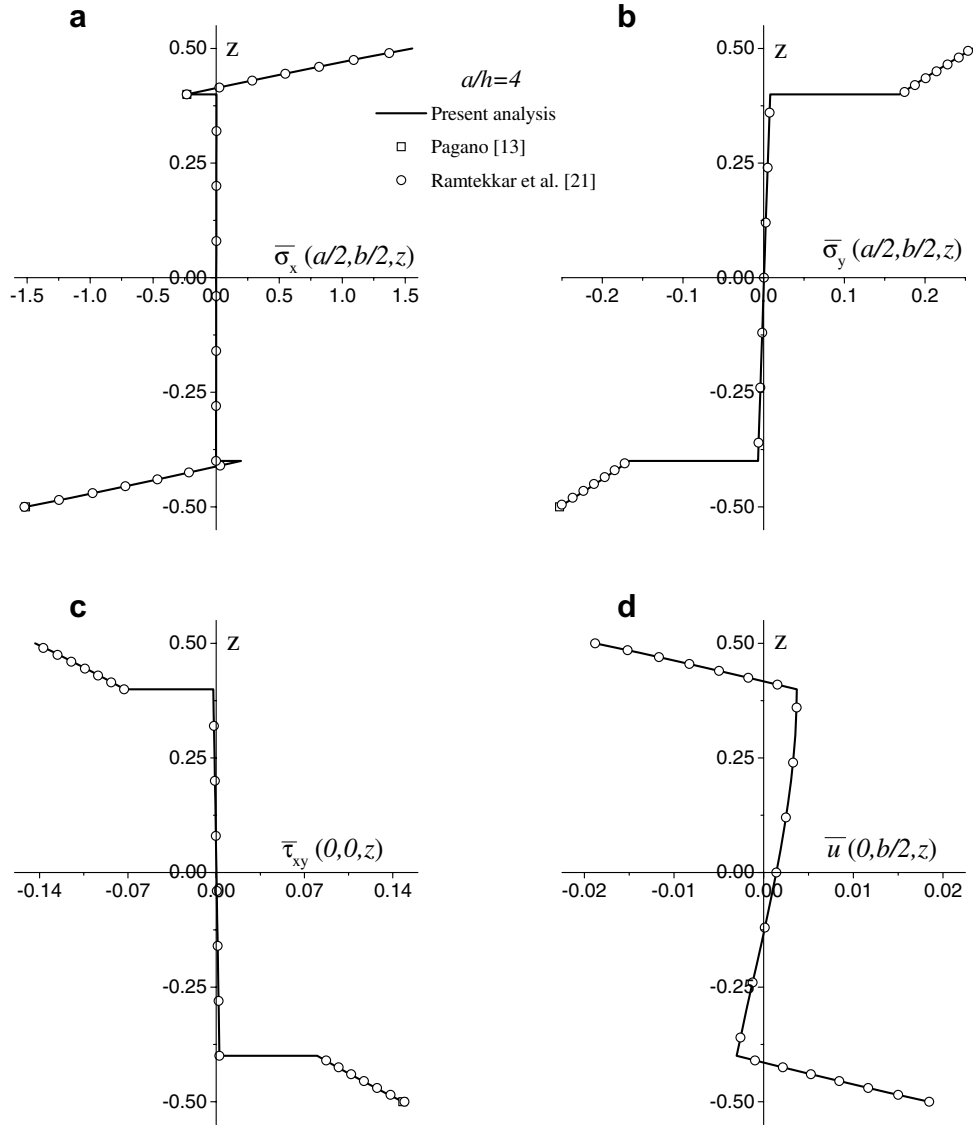 a
z
0.50
a/h=4
Present analysis
Pagano [13]
Ramtekkar et al. [21]
0.25
σ̅x (a/2,b/2,z)
0.00
-1.5 -1.0 -0.5 0.0 0.5 1.0 1.5
-0.25
-0.50
b
z
0.50
0.25
σ̅y (a/2,b/2,z)
0.00
-0.2 -0.1 0.0 0.1 0.2
-0.25
-0.50
c
z
0.50
0.25
τ̅xy (0,0,z)
0.00
-0.14 -0.07 0.00 0.07 0.14
-0.25
-0.50
d
z
0.50
0.25
u̅ (0,b/2,z)
0.00
-0.02 -0.01 0.00 0.01 0.02
-0.25
-0.50